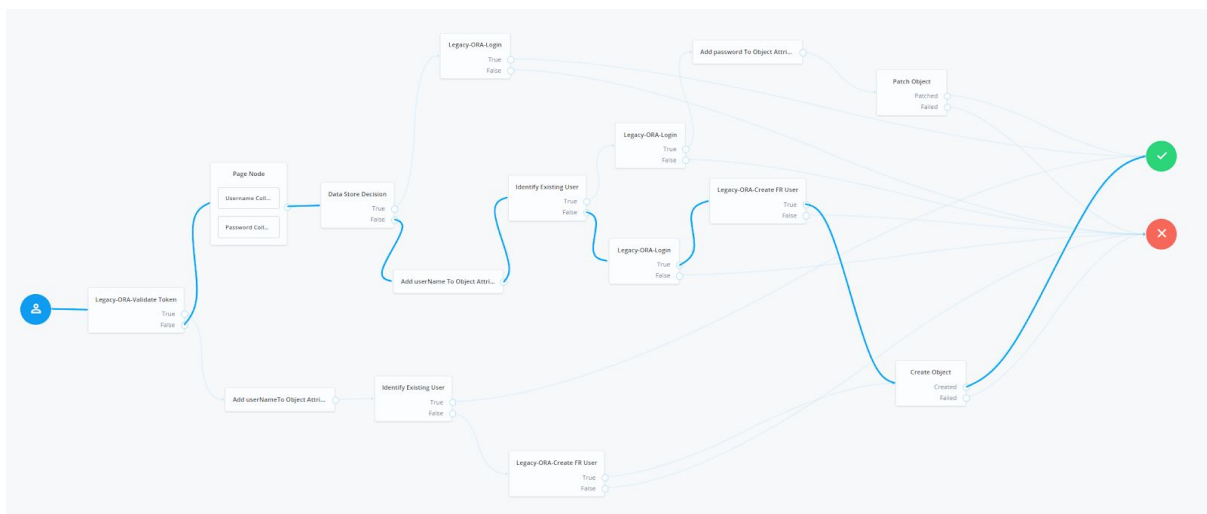 Legacy-ORA-Login
True
False
Add password To Object Attri...
Patch Object
Patched
Failed
Legacy-ORA-Login
True
False
Page Node
Username Coll...
Password Coll...
Data Store Decision
True
False
Identify Existing User
True
False
Legacy-ORA-Create FR User
True
False
Legacy-ORA-Login
True
False
Add userName To Object Attri...
Legacy-ORA-Validate Token
True
False
Create Object
Created
Failed
Add userNameTo Object Attri...
Identify Existing User
True
False
Legacy-ORA-Create FR User
True
False